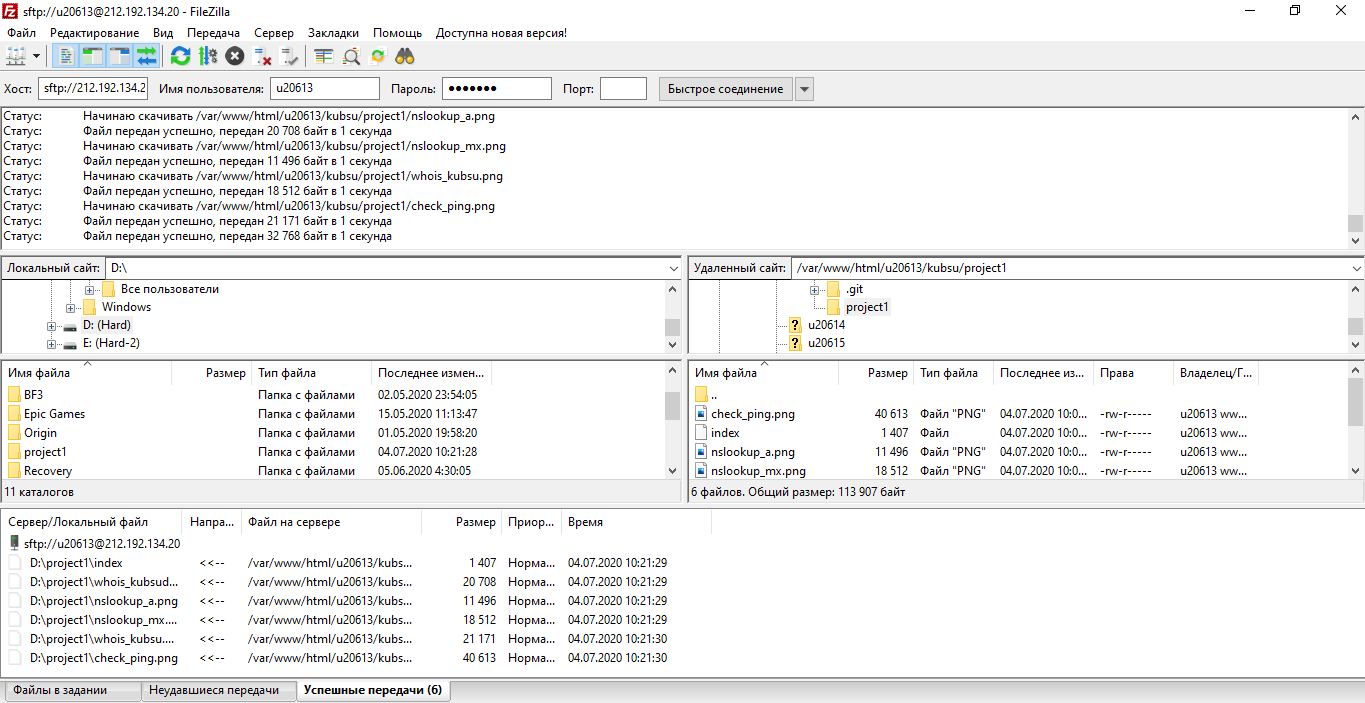 sftp://u20613@212.192.134.20 - FileZilla
Файл Редактирование Вид Передача Сервер Закладки Помощь Доступна новая версия!
Хост: sftp://212.192.134.2 Имя пользователя: u20613 Пароль: ●●●●●●● Порт: Быстрое соединение
Статус: Начинаю скачивать /var/www/html/u20613/kubsu/project1/nslookup_a.png
Статус: Файл передан успешно, передан 20 708 байт в 1 секунда
Статус: Начинаю скачивать /var/www/html/u20613/kubsu/project1/nslookup_mx.png
Статус: Файл передан успешно, передан 11 496 байт в 1 секунда
Статус: Начинаю скачивать /var/www/html/u20613/kubsu/project1/whois_kubsu.png
Статус: Файл передан успешно, передан 18 512 байт в 1 секунда
Статус: Начинаю скачивать /var/www/html/u20613/kubsu/project1/check_ping.png
Статус: Файл передан успешно, передан 21 171 байт в 1 секунда
Статус: Файл передан успешно, передан 32 768 байт в 1 секунда
Локальный сайт: D:\
Все пользователи
Windows
D: (Hard)
E: (Hard-2)
Имя файла Размер Тип файла Последнее измен...
BF3 Папка с файлами 02.05.2020 23:54:05
Epic Games Папка с файлами 15.05.2020 11:13:47
Origin Папка с файлами 01.05.2020 19:58:20
project1 Папка с файлами 04.07.2020 10:21:28
Recovery Папка с файлами 05.06.2020 4:30:05
11 каталогов
Удаленный сайт: /var/www/html/u20613/kubsu/project1
.git
project1
u20614
u20615
Имя файла Размер Тип файла Последнее из... Права Владелец/Г...
..
check_ping.png 40 613 Файл "PNG" 04.07.2020 10:0... -rw-r----- u20613 ww...
index 1 407 Файл 04.07.2020 10:0... -rw-r----- u20613 ww...
nslookup_a.png 11 496 Файл "PNG" 04.07.2020 10:0... -rw-r----- u20613 ww...
nslookup_mx.png 18 512 Файл "PNG" 04.07.2020 10:0... -rw-r----- u20613 ww...
6 файлов. Общий размер: 113 907 байт
Сервер/Локальный файл Напра... Файл на сервере Размер Приор... Время
sftp://u20613@212.192.134.20
D:\project1\index <<-- /var/www/html/u20613/kubs... 1 407 Норма... 04.07.2020 10:21:29
D:\project1\whois_kubsud... <<-- /var/www/html/u20613/kubs... 20 708 Норма... 04.07.2020 10:21:29
D:\project1\nslookup_a.png <<-- /var/www/html/u20613/kubs... 11 496 Норма... 04.07.2020 10:21:29
D:\project1\nslookup_mx.... <<-- /var/www/html/u20613/kubs... 18 512 Норма... 04.07.2020 10:21:29
D:\project1\whois_kubsu.... <<-- /var/www/html/u20613/kubs... 21 171 Норма... 04.07.2020 10:21:30
D:\project1\check_ping.png <<-- /var/www/html/u20613/kubs... 40 613 Норма... 04.07.2020 10:21:30
Файлы в задании Неудавшиеся передачи Успешные передачи (6)